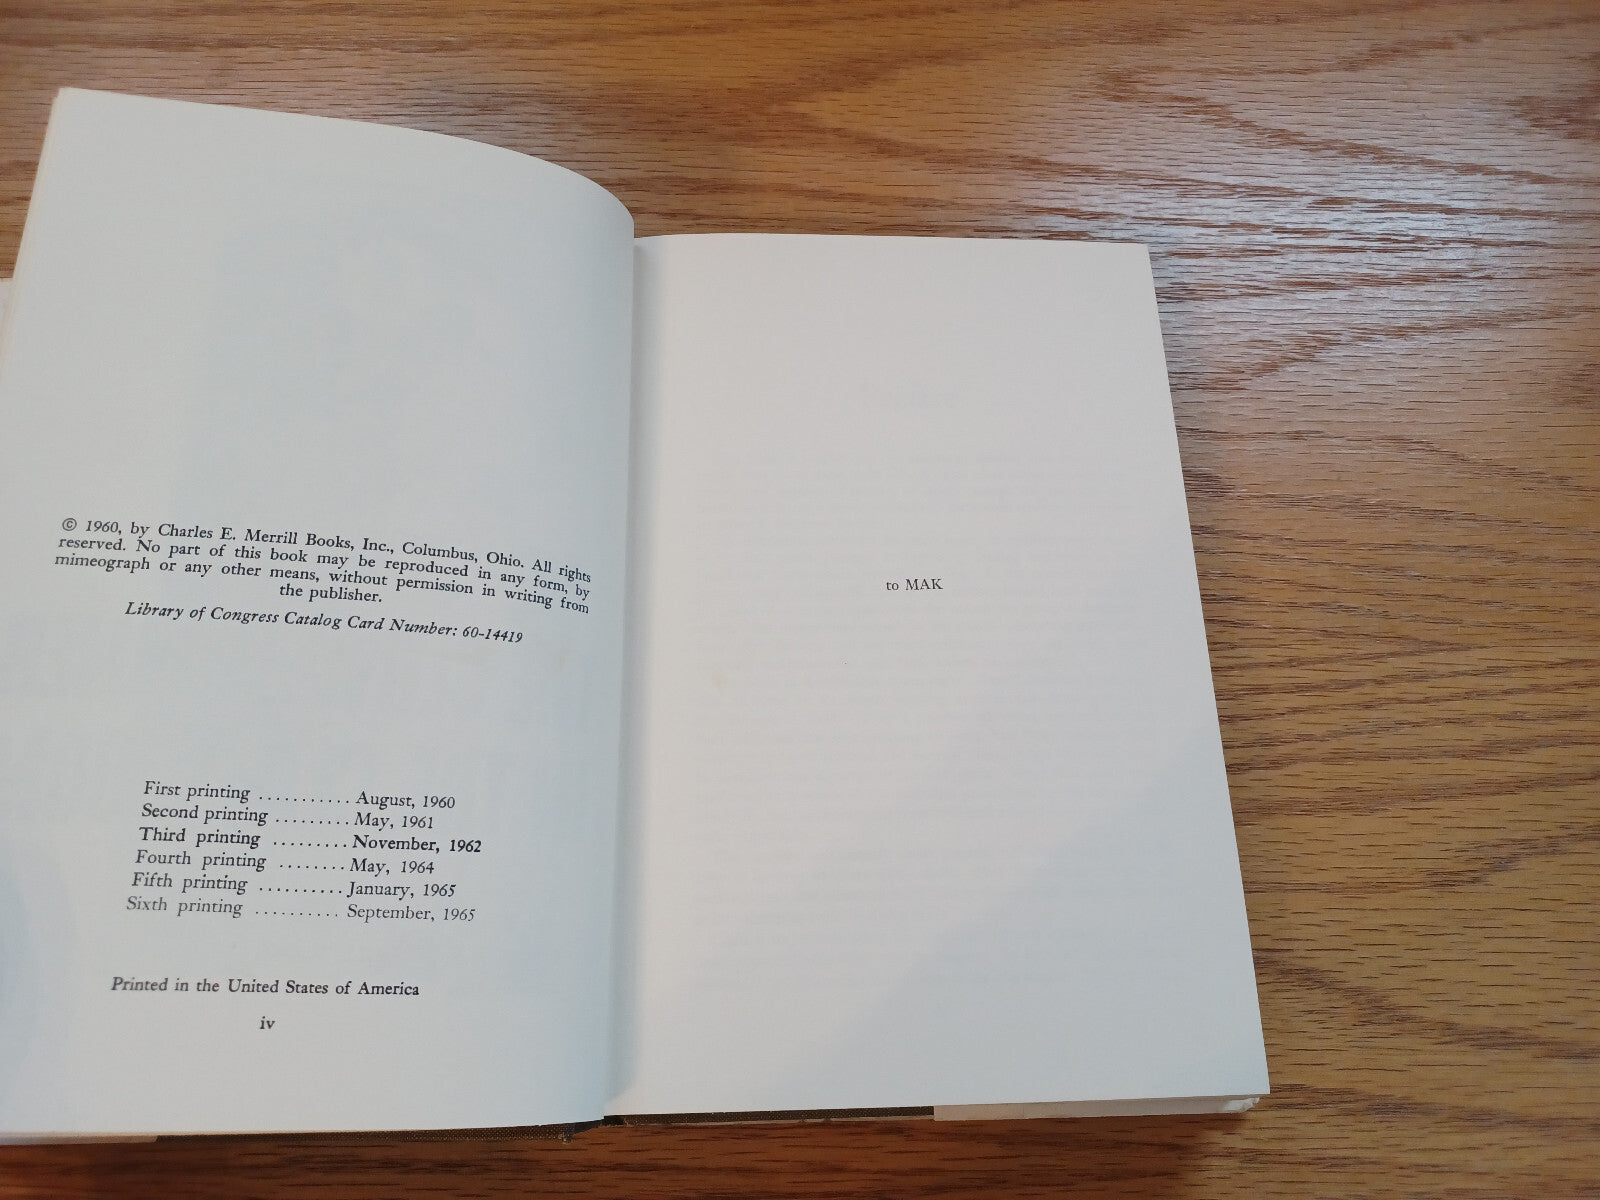 © 1960, by Charles E. Merrill Books, Inc., Columbus, Ohio. All rights
reserved. No part of this book may be reproduced in any form, by
mimeograph or any other means, without permission in writing from
the publisher.
Library of Congress Catalog Card Number: 60-14419
First printing ........... August, 1960
Second printing ......... May, 1961
Third printing ......... November, 1962
Fourth printing ........ May, 1964
Fifth printing .......... January, 1965
Sixth printing .......... September, 1965
Printed in the United States of America
iv
to MAK